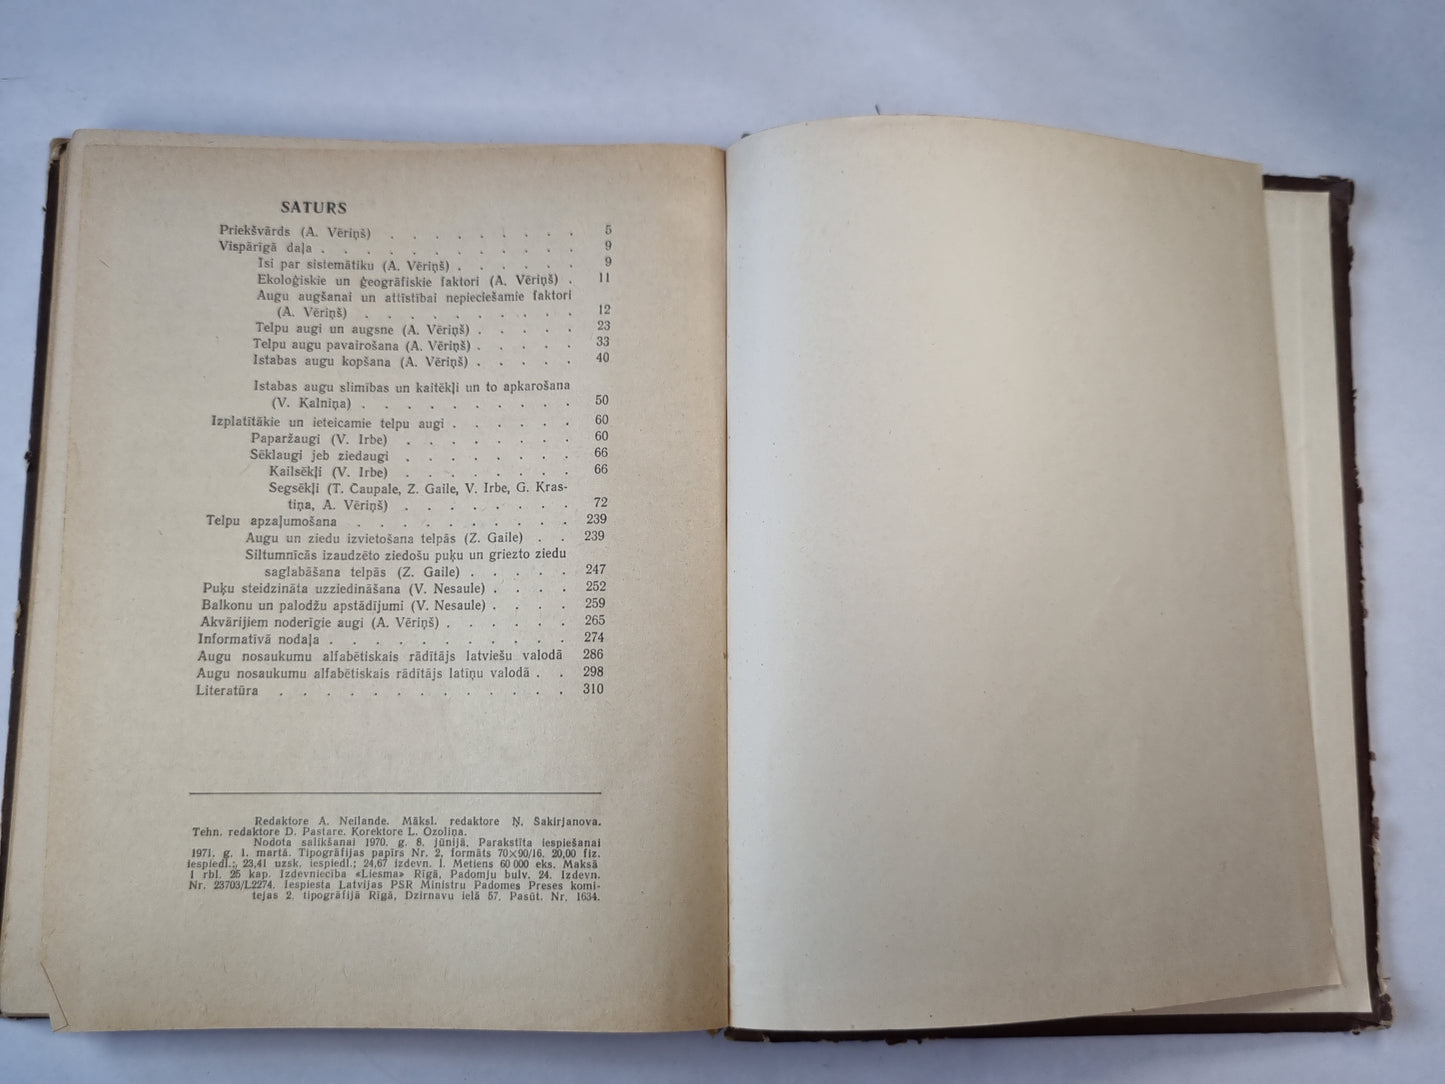 SATURS
Priekšvārds (A. Vēriņš) . . . . . . . . . 5
Vispārīgā daļa . . . . . . . . . . . . 9
Isi par sistemātiku (A. Vēriņš) . . . . . . 9
Ekoloģiskie un ģeogrāfiskie faktori (A. Vēriņš) . 11
Augu augšanai un attīstībai nepieciešamie faktori
(A. Vēriņš) . . . . . . . . . . 12
Telpu augi un augsne (A. Vēriņš) . . . . . 23
Telpu augu pavairošana (A. Vēriņš) . . . . . 33
Istabas augu kopšana (A. Vēriņš) . . . . . 40
Istabas augu slimības un kaitēkļi un to apkarošana
(V. Kalniņa) . . . . . . . . . . 50
Izplatītākie un ieteicamie telpu augi . . . . . . 60
Paparžaugi (V. Irbe) . . . . . . . . 60
Sēklaugi jeb ziedaugi . . . . . . . . 66
Kailsēkļi (V. Irbe) . . . . . . . . 66
Segsēkļi (T. Čaupale, Z. Gaile, V. Irbe, G. Kras-
tiņa, A. Vēriņš) . . . . . . . . 72
Telpu apzaļumošana . . . . . . . . . . 239
Augu un ziedu izvietošana telpās (Z. Gaile) . . 239
Siltumnīcās izaudzēto ziedošu puķu un griezto ziedu
saglabāšana telpās (Z. Gaile) . . . . . 247
Puķu steidzināta uzziedināšana (V. Nesaule) . . . . 252
Balkonu un palodžu apstādījumi (V. Nesaule) . . . . 259
Akvārijiem noderīgie augi (A. Vēriņš) . . . . . . 265
Informatīvā nodaļa . . . . . . . . . . . 274
Augu nosaukumu alfabētiskais rādītājs latviešu valodā 286
Augu nosaukumu alfabētiskais rādītājs latīņu valodā . . 298
Literatūra . . . . . . . . . . . . 310
Redaktore A. Neilande. Māksl. redaktore Ņ. Šakirjanova.
Tehn. redaktore D. Pastare. Korektore L. Ozoliņa.
Nodota salikšanai 1970. g. 8. jūnijā. Parakstīta iespiešanai
1971. g. 1. martā. Tipogrāfijas papīrs Nr. 2, formāts 70×90/16. 20,00 fiz.
iespiedl.; 23,41 uzsk. iespiedl.; 24,67 izdevn. l. Metiens 60 000 eks. Maksā
1 rbl. 25 kap. Izdevniecība «Liesma» Rīgā, Padomju bulv. 24. Izdevn.
Nr. 23703/L2274. Iespiesta Latvijas PSR Ministru Padomes Preses komi-
tejas 2. tipogrāfijā Rīgā, Dzirnavu ielā 57. Pasūt. Nr. 1634.